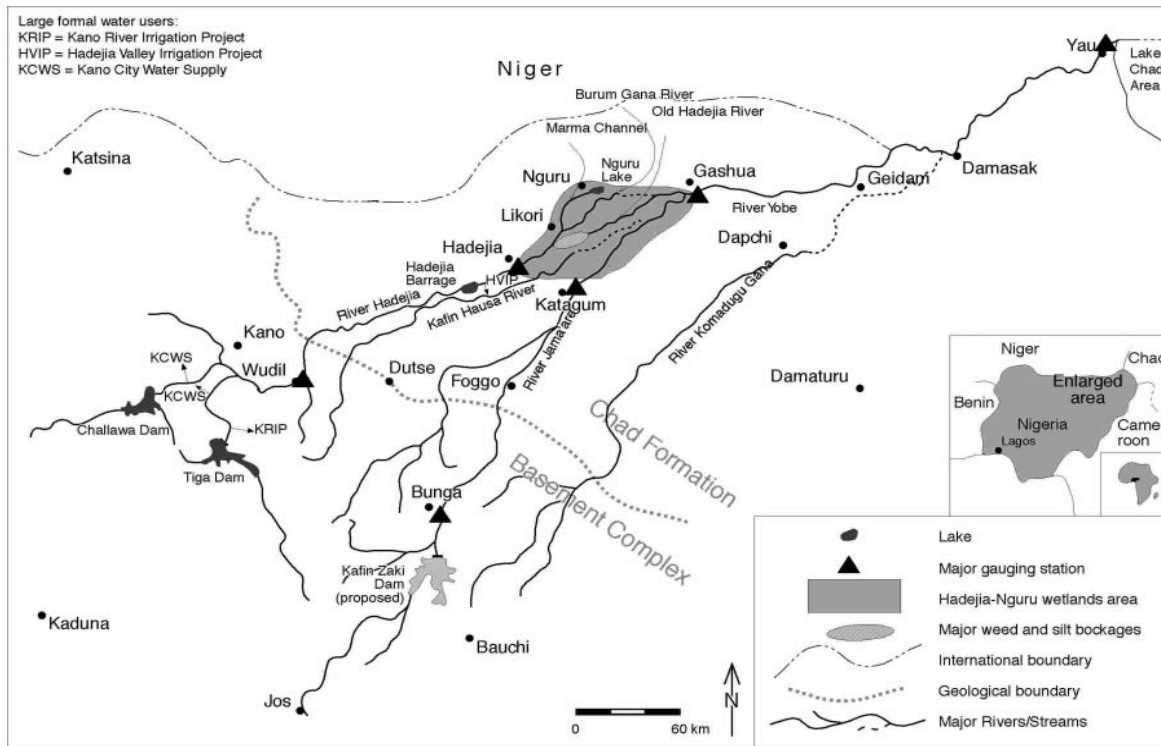 Large formal water users:
KRIP = Kano River Irrigation Project
HVIP = Hadejia Valley Irrigation Project
KCWS = Kano City Water Supply
Niger
Yau
Lake
Chad
Area
Burum Gana River
Old Hadejia River
Marma Channel
Katsina
Nguru
Nguru
Lake
Gashua
Geidam
Damasak
River Yobe
Likori
Dapchi
Hadejia
Hadejia
Barrage
HVIP
River Hadejia
Kafin Hausa River
Katagum
River Jama'are
River Komadugu Gana
Kano
KCWS
Wudil
KCWS
Dutse
Foggo
Damaturu
Challawa Dam
KRIP
Tiga Dam
Chad Formation
Basement Complex
Bunga
Kafin Zaki
Dam
(proposed)
Kaduna
Bauchi
Jos
N
0 60 km
Niger
Chad
Enlarged
area
Benin
Nigeria
Came
roon
Lagos
Lake
Major gauging station
Hadejia-Nguru wetlands area
Major weed and silt bockages
International boundary
Geological boundary
Major Rivers/Streams